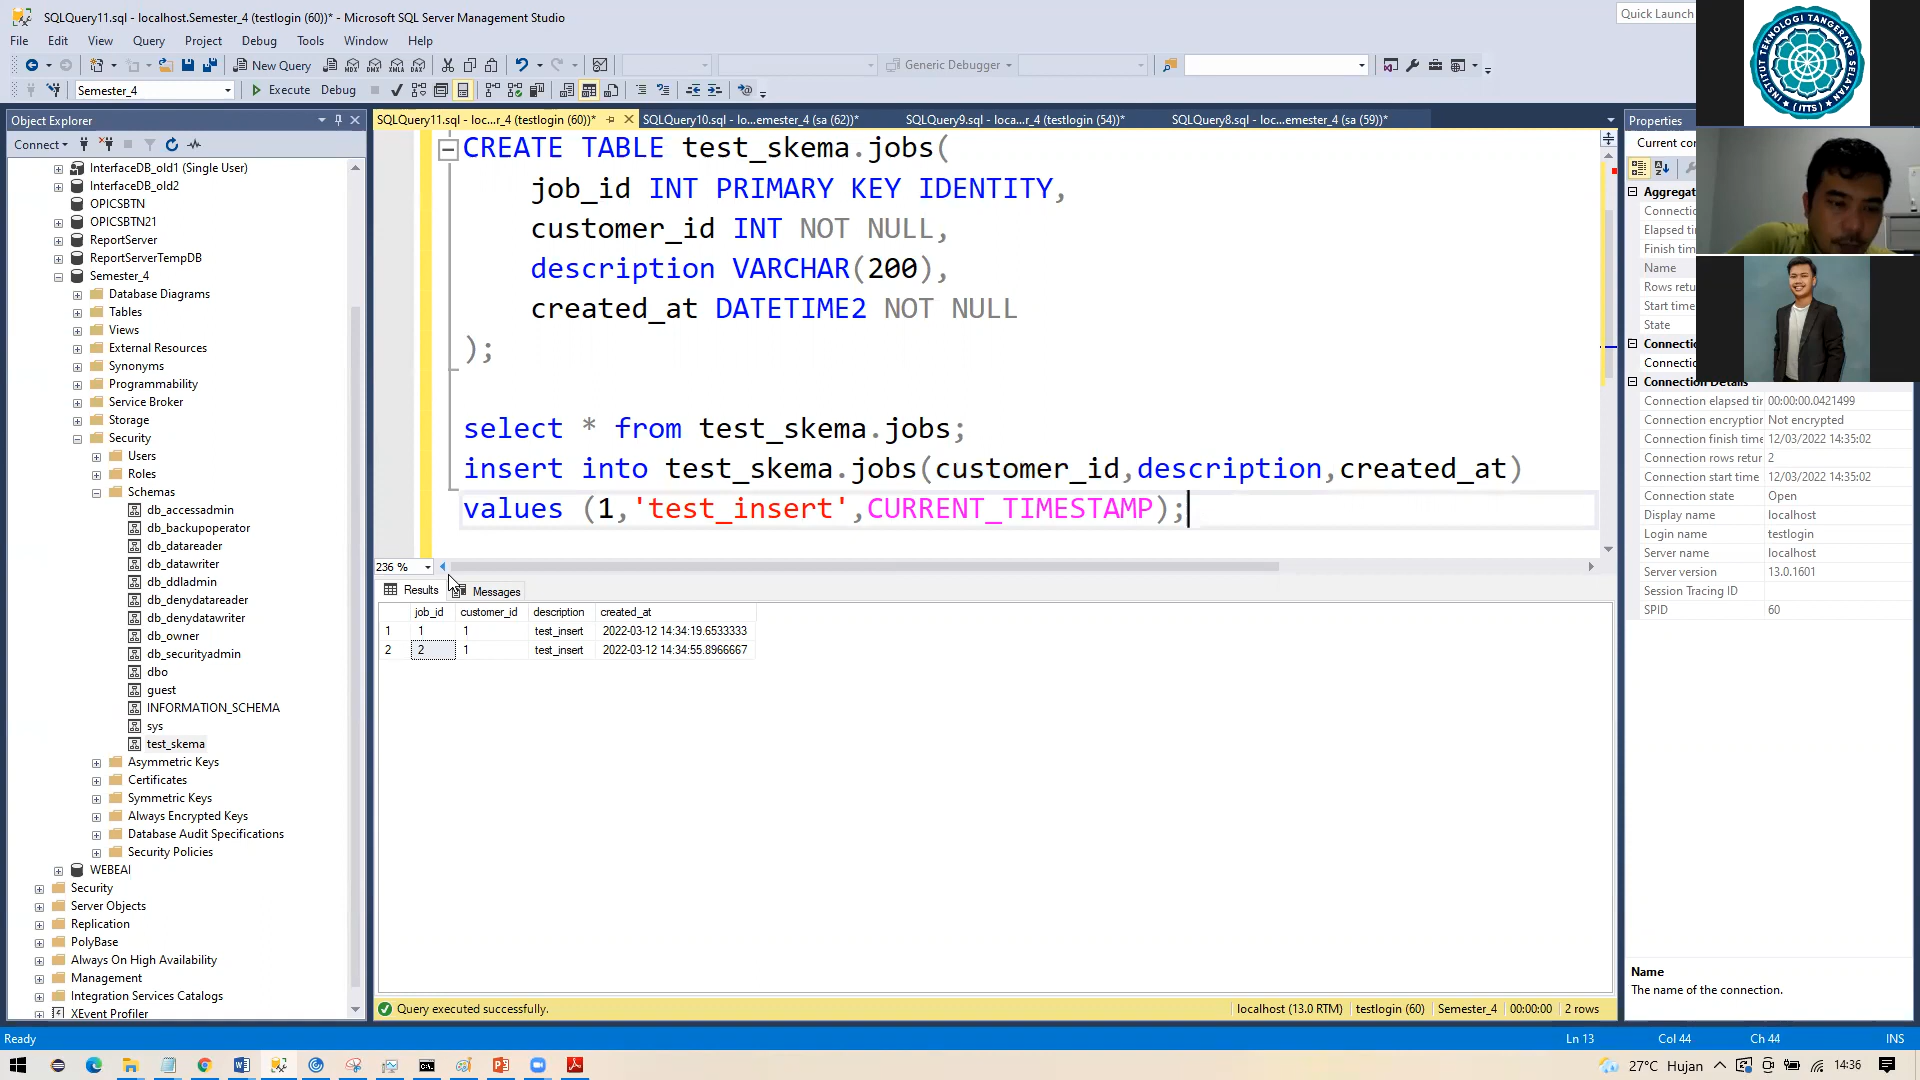 SQLQuery11.sql - localhost.Semester_4 (testlogin (60))* - Microsoft SQL Server Management Studio
Quick Launch
File Edit View Query Project Debug Tools Window Help
New Query
Generic Debugger
Semester_4
Execute Debug
Object Explorer
Connect
InterfaceDB_old1 (Single User)
InterfaceDB_old2
OPICSBTN
OPICSBTN21
ReportServer
ReportServerTempDB
Semester_4
Database Diagrams
Tables
Views
External Resources
Synonyms
Programmability
Service Broker
Storage
Security
Users
Roles
Schemas
db_accessadmin
db_backupoperator
db_datareader
db_datawriter
db_ddladmin
db_denydatareader
db_denydatawriter
db_owner
db_securityadmin
dbo
guest
INFORMATION_SCHEMA
sys
test_skema
Asymmetric Keys
Certificates
Symmetric Keys
Always Encrypted Keys
Database Audit Specifications
Security Policies
WEBEAI
Security
Server Objects
Replication
PolyBase
Always On High Availability
Management
Integration Services Catalogs
XEvent Profiler
SQLQuery11.sql - loc...r_4 (testlogin (60))*
SQLQuery10.sql - lo...emester_4 (sa (62))*
SQLQuery9.sql - loca...r_4 (testlogin (54))*
SQLQuery8.sql - loc...emester_4 (sa (59))*
CREATE TABLE test_skema.jobs(
job_id INT PRIMARY KEY IDENTITY,
customer_id INT NOT NULL,
description VARCHAR(200),
created_at DATETIME2 NOT NULL
);
select * from test_skema.jobs;
insert into test_skema.jobs(customer_id,description,created_at)
values (1,'test_insert',CURRENT_TIMESTAMP);
236 %
Results Messages
job_id customer_id description created_at
1 1 1 test_insert 2022-03-12 14:34:19.6533333
2 2 1 test_insert 2022-03-12 14:34:55.8966667
Query executed successfully.
localhost (13.0 RTM) testlogin (60) Semester_4 00:00:00 2 rows
Properties
Current con
Aggregat
Connectio
Elapsed tin
Finish time
Name
Rows retu
Start time
State
Connectio
Connectio
Connection Details
Connection elapsed tir 00:00:00.0421499
Connection encryption Not encrypted
Connection finish time 12/03/2022 14:35:02
Connection rows retur 2
Connection start time 12/03/2022 14:35:02
Connection state Open
Display name localhost
Login name testlogin
Server name localhost
Server version 13.0.1601
Session Tracing ID
SPID 60
Name
The name of the connection.
INSTITUT TEKNOLOGI TANGERANG SELATAN
(ITTS)
Ready
Ln 13 Col 44 Ch 44 INS
27°C Hujan
14:36